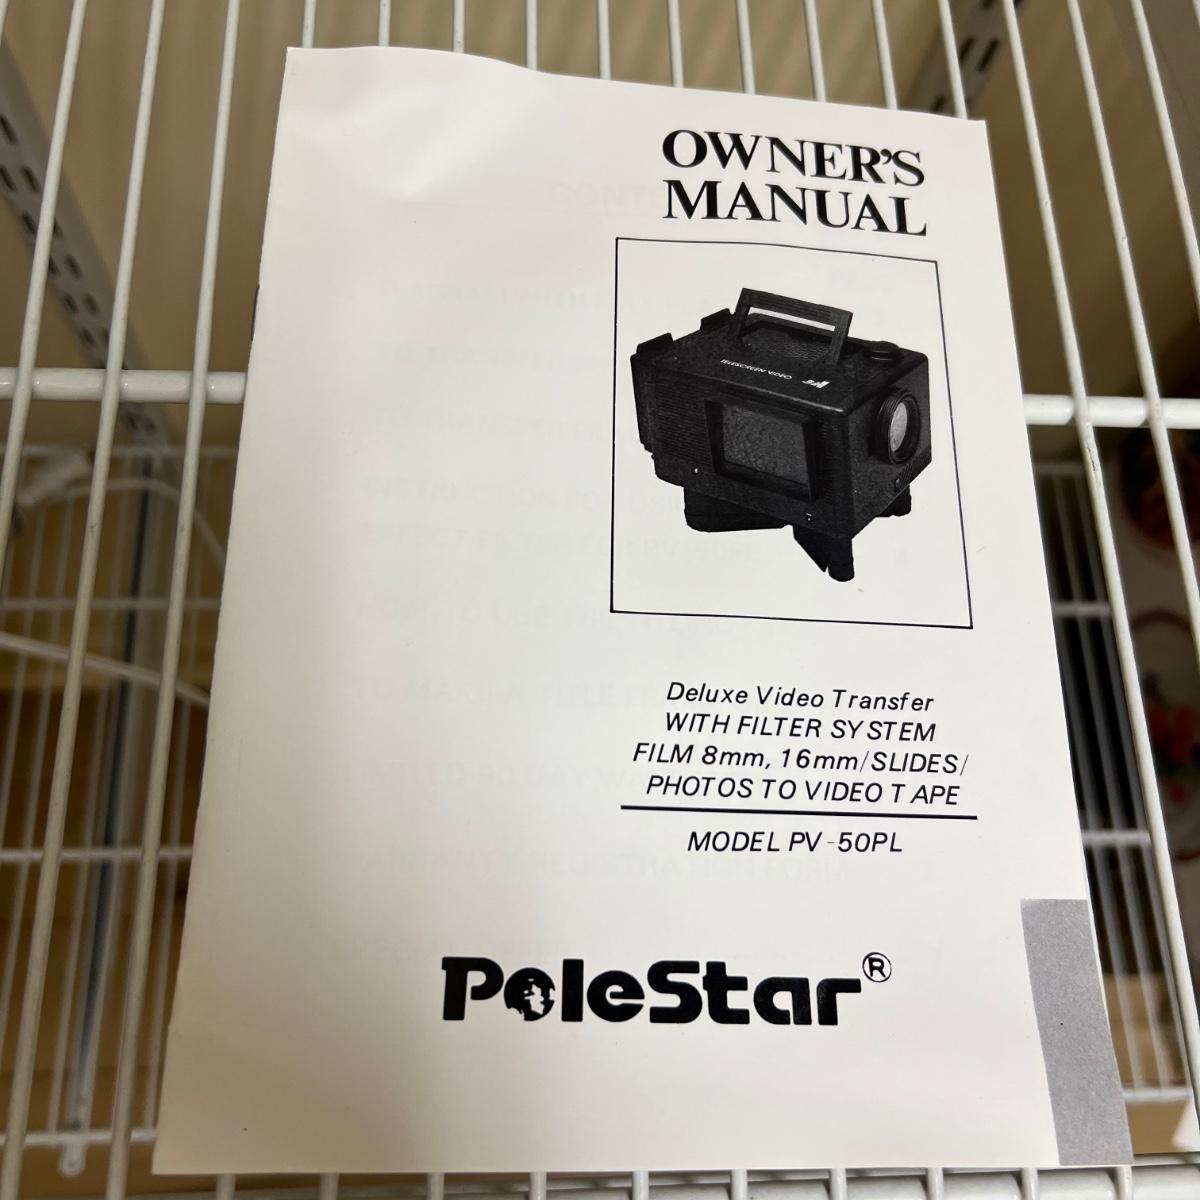 OWNER'S
MANUAL
TELESCREEN VIDEO
Deluxe Video Transfer
WITH FILTER SYSTEM
FILM 8mm, 16mm/SLIDES/
PHOTOS TO VIDEO TAPE
MODEL PV-50PL
PoleStar®